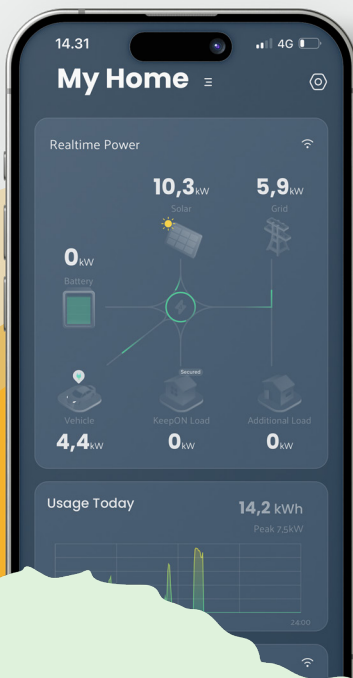 14.31 4G
My Home
Realtime Power
10,3kW 5,9kW
Solar Grid
0kW
Battery
Secured
Vehicle KeepON Load Additional Load
4,4kW 0kW 0kW
Usage Today 14,2 kWh
Peak 7.5kW
24:00